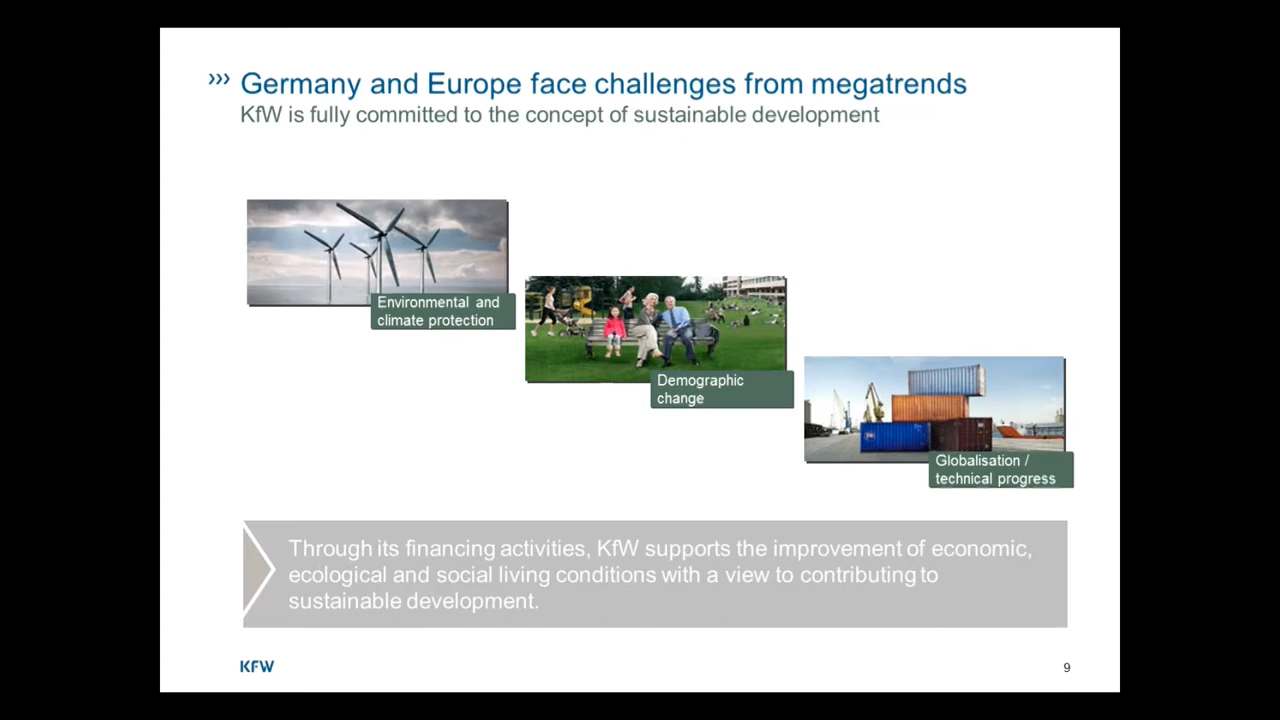 ››› Germany and Europe face challenges from megatrends
KfW is fully committed to the concept of sustainable development
Environmental and
climate protection
Demographic
change
Globalisation /
technical progress
Through its financing activities, KfW supports the improvement of economic,
ecological and social living conditions with a view to contributing to
sustainable development.
KFW
9